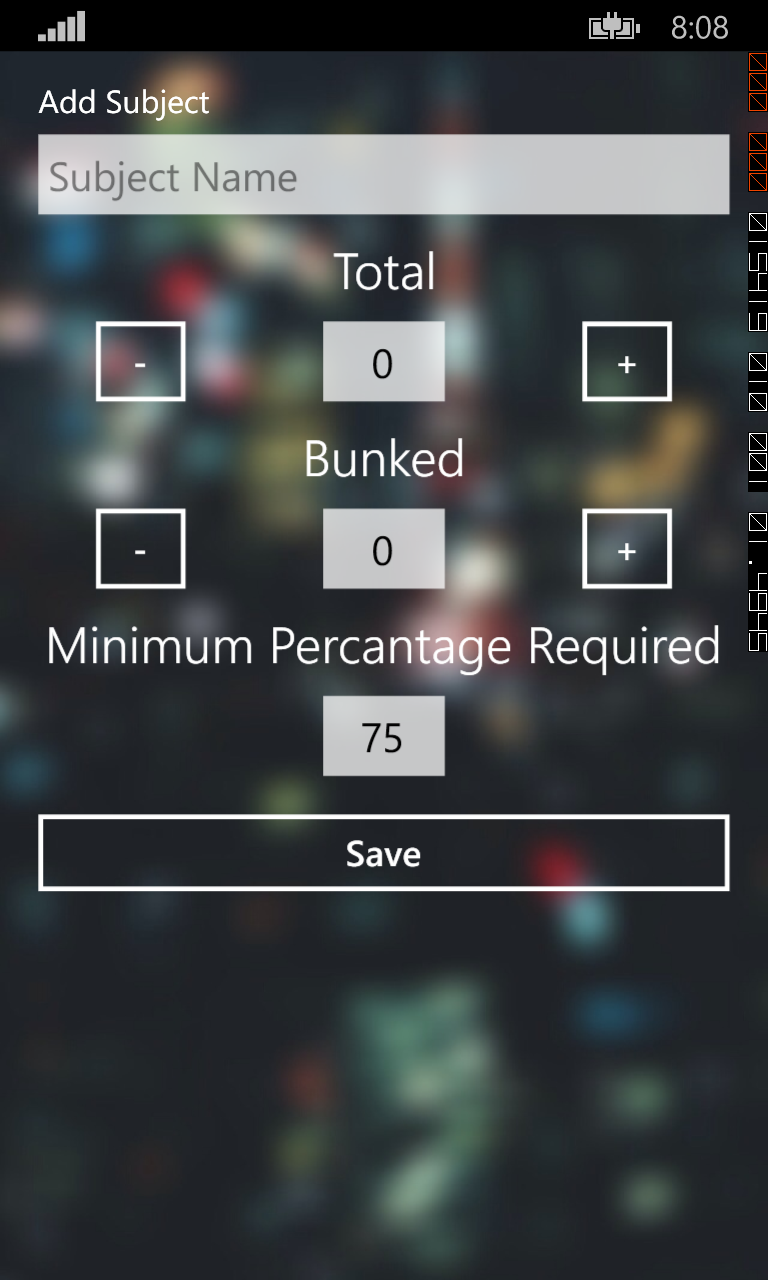 8:08
Add Subject
Subject Name
Total
- 0 +
Bunked
- 0 +
Minimum Percantage Required
75
Save